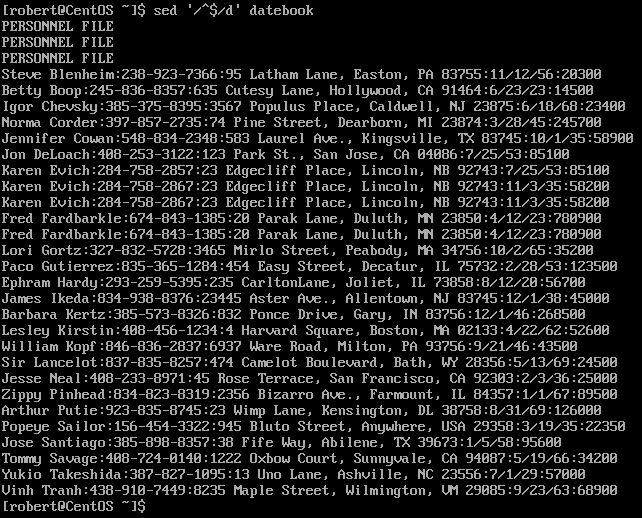 [robert@CentOS ~]$ sed '/^$/d' datebook
PERSONNEL FILE
PERSONNEL FILE
PERSONNEL FILE
Steve Blenheim:238-923-7366:95 Latham Lane, Easton, PA 83755:11/12/56:20300
Betty Boop:245-836-8357:635 Cutesy Lane, Hollywood, CA 91464:6/23/23:14500
Igor Chevsky:385-375-8395:3567 Populus Place, Caldwell, NJ 23875:6/18/68:23400
Norma Corder:397-857-2735:74 Pine Street, Dearborn, MI 23874:3/28/45:245700
Jennifer Cowan:548-834-2348:583 Laurel Ave., Kingsville, TX 83745:10/1/35:58900
Jon DeLoach:408-253-3122:123 Park St., San Jose, CA 04086:7/25/53:85100
Karen Evich:284-758-2857:23 Edgecliff Place, Lincoln, NB 92743:7/25/53:85100
Karen Evich:284-758-2867:23 Edgecliff Place, Lincoln, NB 92743:11/3/35:58200
Karen Evich:284-758-2867:23 Edgecliff Place, Lincoln, NB 92743:11/3/35:58200
Fred Fardbarkle:674-843-1385:20 Parak Lane, Duluth, MN 23850:4/12/23:780900
Fred Fardbarkle:674-843-1385:20 Parak Lane, Duluth, MN 23850:4/12/23:780900
Lori Gortz:327-832-5728:3465 Mirlo Street, Peabody, MA 34756:10/2/65:35200
Paco Gutierrez:835-365-1284:454 Easy Street, Decatur, IL 75732:2/28/53:123500
Ephram Hardy:293-259-5395:235 CarltonLane, Joliet, IL 73858:8/12/20:56700
James Ikeda:834-938-8376:23445 Aster Ave., Allentown, NJ 83745:12/1/38:45000
Barbara Kertz:385-573-8326:832 Ponce Drive, Gary, IN 83756:12/1/46:268500
Lesley Kirstin:408-456-1234:4 Harvard Square, Boston, MA 02133:4/22/62:52600
William Kopf:846-836-2837:6937 Ware Road, Milton, PA 93756:9/21/46:43500
Sir Lancelot:837-835-8257:474 Camelot Boulevard, Bath, WY 28356:5/13/69:24500
Jesse Neal:408-233-8971:45 Rose Terrace, San Francisco, CA 92303:2/3/36:25000
Zippy Pinhead:834-823-8319:2356 Bizarro Ave., Farmount, IL 84357:1/1/67:89500
Arthur Putie:923-835-8745:23 Wimp Lane, Kensington, DL 38758:8/31/69:126000
Popeye Sailor:156-454-3322:945 Bluto Street, Anywhere, USA 29358:3/19/35:22350
Jose Santiago:385-898-8357:38 Fife Way, Abilene, TX 39673:1/5/58:95600
Tommy Savage:408-724-0140:1222 Oxbow Court, Sunnyvale, CA 94087:5/19/66:34200
Yukio Takeshida:387-827-1095:13 Uno Lane, Ashville, NC 23556:7/1/29:57000
Vinh Tranh:438-910-7449:8235 Maple Street, Wilmington, VM 29085:9/23/63:68900
[robert@CentOS ~]$